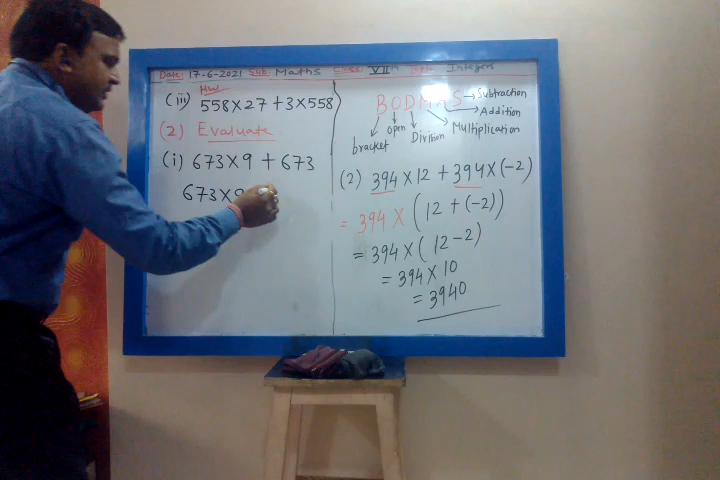 Date: 17-6-2021 Sub: Maths Class: VIIth Topic Integers
HW
(iii) 558×27 + 3×558
(2) Evaluate
(i) 673×9 + 673
673×9
BODMAS
bracket
open
Division
Multiplication
Addition
Subtraction
(2) 394×12 + 394×(-2)
= 394 × (12 + (-2))
= 394 × (12 - 2)
= 394 × 10
= 3940